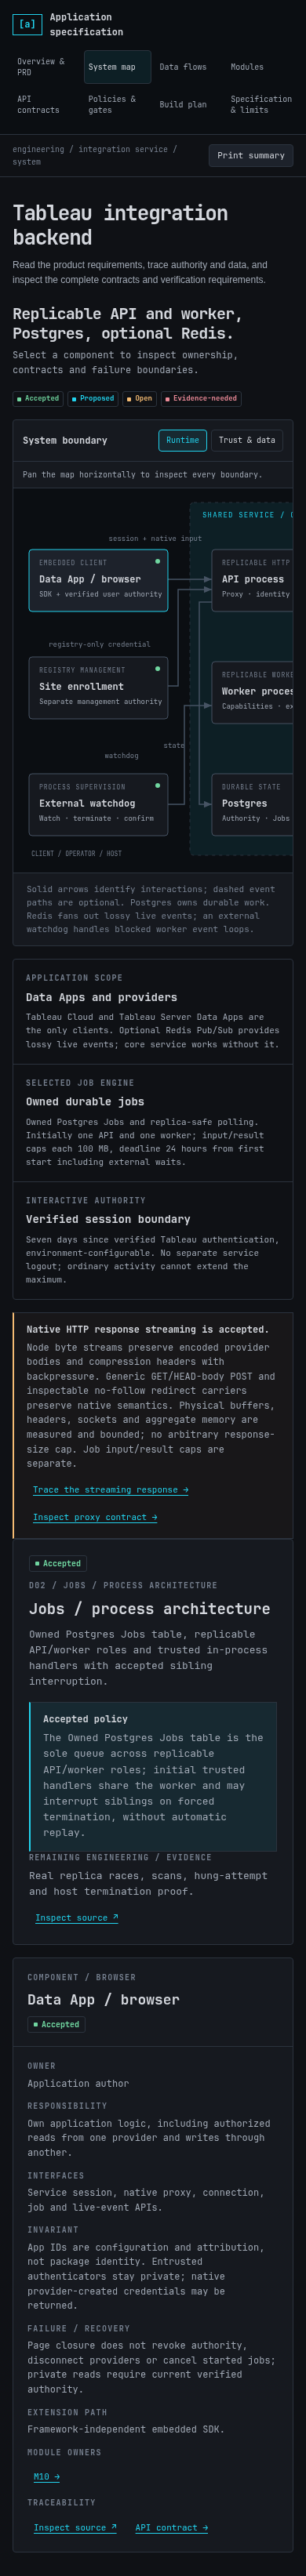 [a]
Application
specification
Overview &
PRD
System map
Data flows
Modules
API
contracts
Policies &
gates
Build plan
Specification
& limits
engineering / integration service /
system
Print summary
Tableau integration
backend
Read the product requirements, trace authority and data, and
inspect the complete contracts and verification requirements.
Replicable API and worker,
Postgres, optional Redis.
Select a component to inspect ownership,
contracts and failure boundaries.
Accepted
Proposed
Open
Evidence-needed
System boundary
Runtime
Trust & data
Pan the map horizontally to inspect every boundary.
SHARED SERVICE /
session + native input
EMBEDDED CLIENT
Data App / browser
SDK + verified user authority
REPLICABLE HTTP
API process
Proxy · identity
registry-only credential
REGISTRY MANAGEMENT
Site enrollment
Separate management authority
REPLICABLE WORKE
Worker proces
Capabilities · ex
state
watchdog
PROCESS SUPERVISION
External watchdog
Watch · terminate · confirm
DURABLE STATE
Postgres
Authority · Jobs
CLIENT / OPERATOR / HOST
Solid arrows identify interactions; dashed event
paths are optional. Postgres owns durable work.
Redis fans out lossy live events; an external
watchdog handles blocked worker event loops.
APPLICATION SCOPE
Data Apps and providers
Tableau Cloud and Tableau Server Data Apps are
the only clients. Optional Redis Pub/Sub provides
lossy live events; core service works without it.
SELECTED JOB ENGINE
Owned durable jobs
Owned Postgres Jobs and replica-safe polling.
Initially one API and one worker; input/result
caps each 100 MB, deadline 24 hours from first
start including external waits.
INTERACTIVE AUTHORITY
Verified session boundary
Seven days since verified Tableau authentication,
environment-configurable. No separate service
logout; ordinary activity cannot extend the
maximum.
Native HTTP response streaming is accepted.
Node byte streams preserve encoded provider
bodies and compression headers with
backpressure. Generic GET/HEAD-body POST and
inspectable no-follow redirect carriers
preserve native semantics. Physical buffers,
headers, sockets and aggregate memory are
measured and bounded; no arbitrary response-
size cap. Job input/result caps are
separate.
Trace the streaming response →
Inspect proxy contract →
Accepted
D02 / JOBS / PROCESS ARCHITECTURE
Jobs / process architecture
Owned Postgres Jobs table, replicable
API/worker roles and trusted in-process
handlers with accepted sibling
interruption.
Accepted policy
The Owned Postgres Jobs table is the
sole queue across replicable
API/worker roles; initial trusted
handlers share the worker and may
interrupt siblings on forced
termination, without automatic
replay.
REMAINING ENGINEERING / EVIDENCE
Real replica races, scans, hung-attempt
and host termination proof.
Inspect source ↗
COMPONENT / BROWSER
Data App / browser
Accepted
OWNER
Application author
RESPONSIBILITY
Own application logic, including authorized
reads from one provider and writes through
another.
INTERFACES
Service session, native proxy, connection,
job and live-event APIs.
INVARIANT
App IDs are configuration and attribution,
not package identity. Entrusted
authenticators stay private; native
provider-created credentials may be
returned.
FAILURE / RECOVERY
Page closure does not revoke authority,
disconnect providers or cancel started jobs;
private reads require current verified
authority.
EXTENSION PATH
Framework-independent embedded SDK.
MODULE OWNERS
M10 →
TRACEABILITY
Inspect source ↗
API contract →